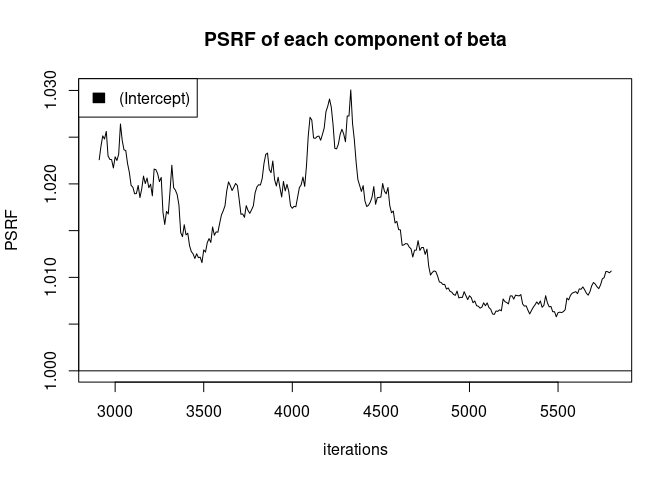 PSRF of each component of beta
(Intercept)
PSRF
1.030
1.020
1.010
1.000
3000 3500 4000 4500 5000 5500
iterations